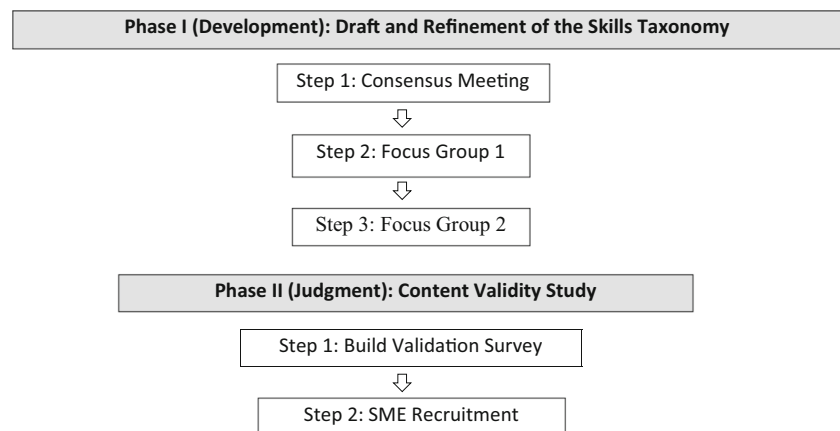 Phase I (Development): Draft and Refinement of the Skills Taxonomy
Step 1: Consensus Meeting
Step 2: Focus Group 1
Step 3: Focus Group 2
Phase II (Judgment): Content Validity Study
Step 1: Build Validation Survey
Step 2: SME Recruitment